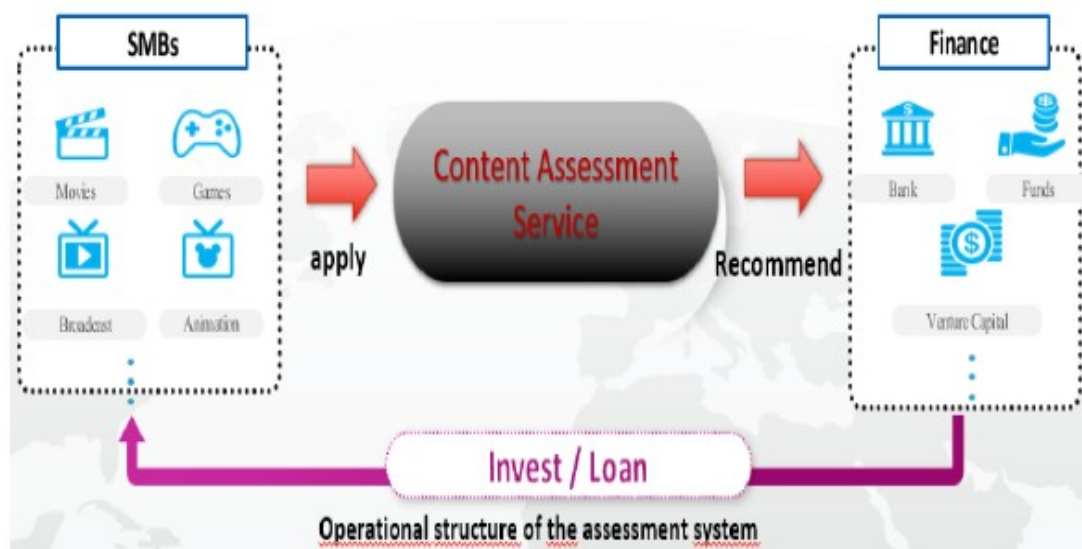 SMBs
Finance
Movies
Games
Broadcast
Animation
apply
Content Assessment
Service
Recommend
Bank
Funds
Venture Capital
Invest / Loan
Operational structure of the assessment system